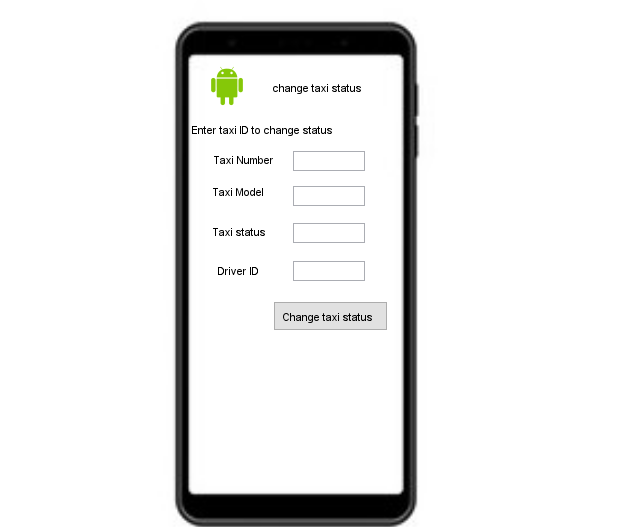 change taxi status
Enter taxi ID to change status
Taxi Number
Taxi Model
Taxi status
Driver ID
Change taxi status